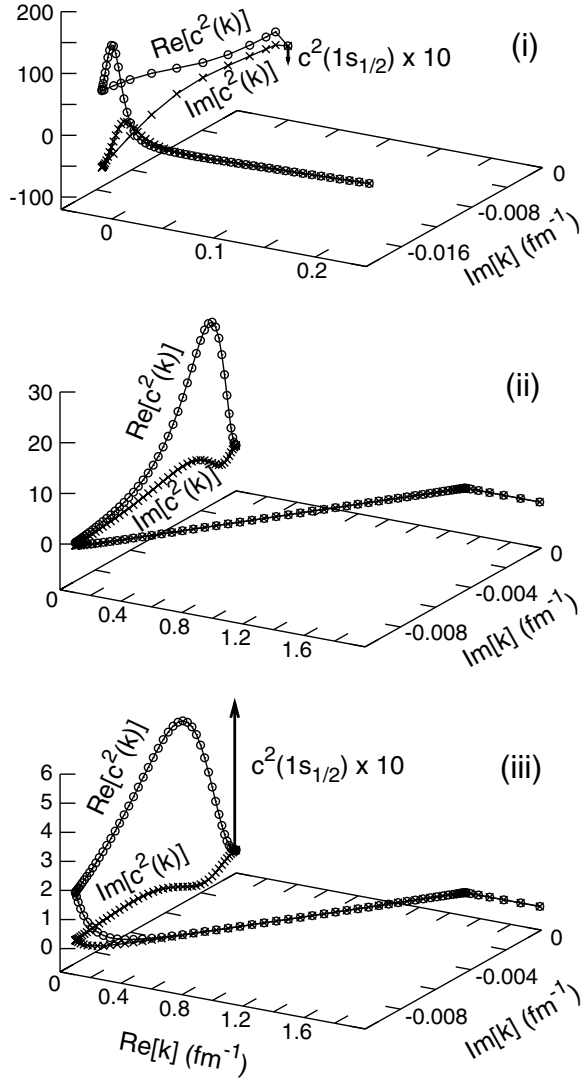 200
150
100
50
0
-50
-100
Re[c²(k)]
Im[c²(k)]
c²(1s₁/₂) x 10
(i)
0
0.1
0.2
-0.016
-0.008
0
Im[k] (fm⁻¹)
30
20
10
0
Re[c²(k)]
Im[c²(k)]
(ii)
0
0.4
0.8
1.2
1.6
-0.008
-0.004
0
Im[k] (fm⁻¹)
6
5
4
3
2
1
0
Re[c²(k)]
Im[c²(k)]
c²(1s₁/₂) x 10
(iii)
0
0.4
0.8
1.2
1.6
Re[k] (fm⁻¹)
-0.008
-0.004
0
Im[k] (fm⁻¹)